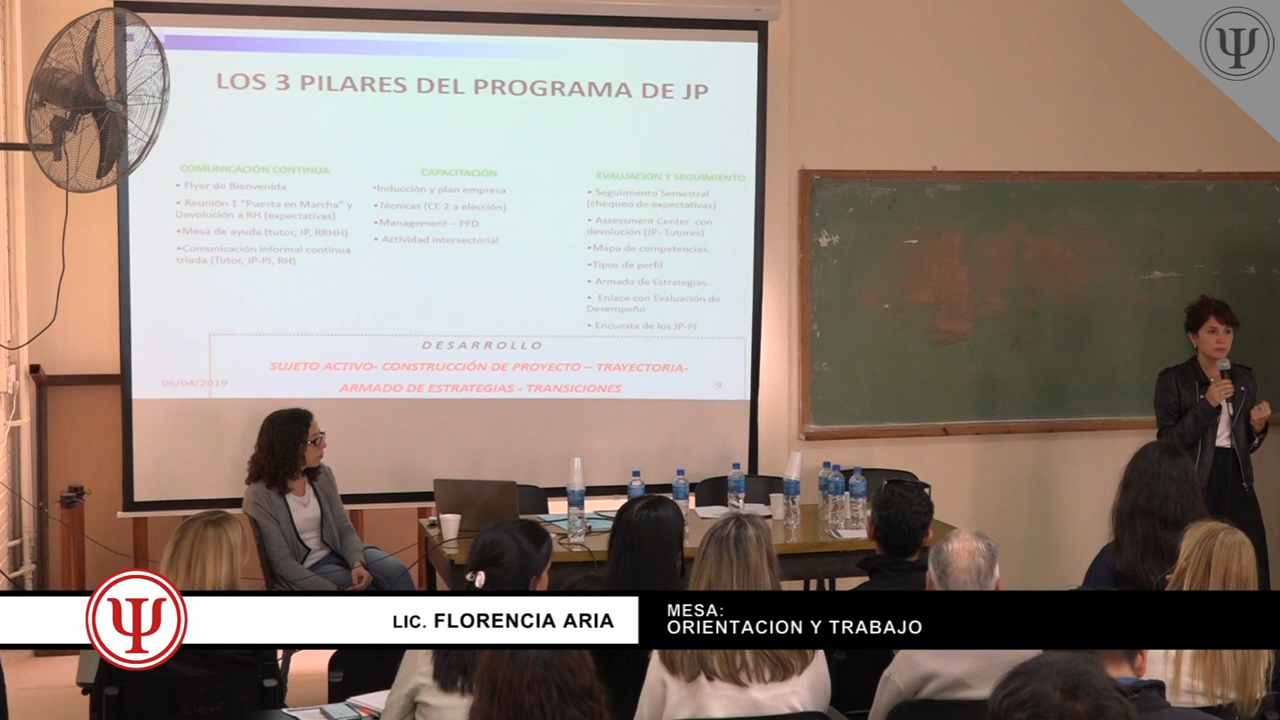 LOS 3 PILARES DEL PROGRAMA DE JP
COMUNICACIÓN CONTINUA
• Flyer de Bienvenida
• Reunión 1 "Puesta en Marcha" y
Devolución a RH (expectativas)
•Mesa de ayuda (tutor, JP, RRHH)
•Comunicación informal continua
triada (Tutor, JP-PJ, RH)
CAPACITACIÓN
•Inducción y plan empresa
•Técnicas (CE 2 a elección)
•Management – PFD
• Actividad intersectorial
EVALUACION Y SEGUIMIENTO
• Seguimiento Semestral
(chequeo de expectativas)
• Assessment Center con
devolución (JP- Tutores)
•Mapa de competencias.
•Tipos de perfil
• Armado de Estrategias.
• Enlace con Evaluación de
Desempeño
• Encuesta de los JP-PJ
DESARROLLO
SUJETO ACTIVO- CONSTRUCCIÓN DE PROYECTO – TRAYECTORIA-
ARMADO DE ESTRATEGIAS - TRANSICIONES
06/04/2019
9
Ψ
Ψ
LIC. FLORENCIA ARIA
MESA:
ORIENTACION Y TRABAJO